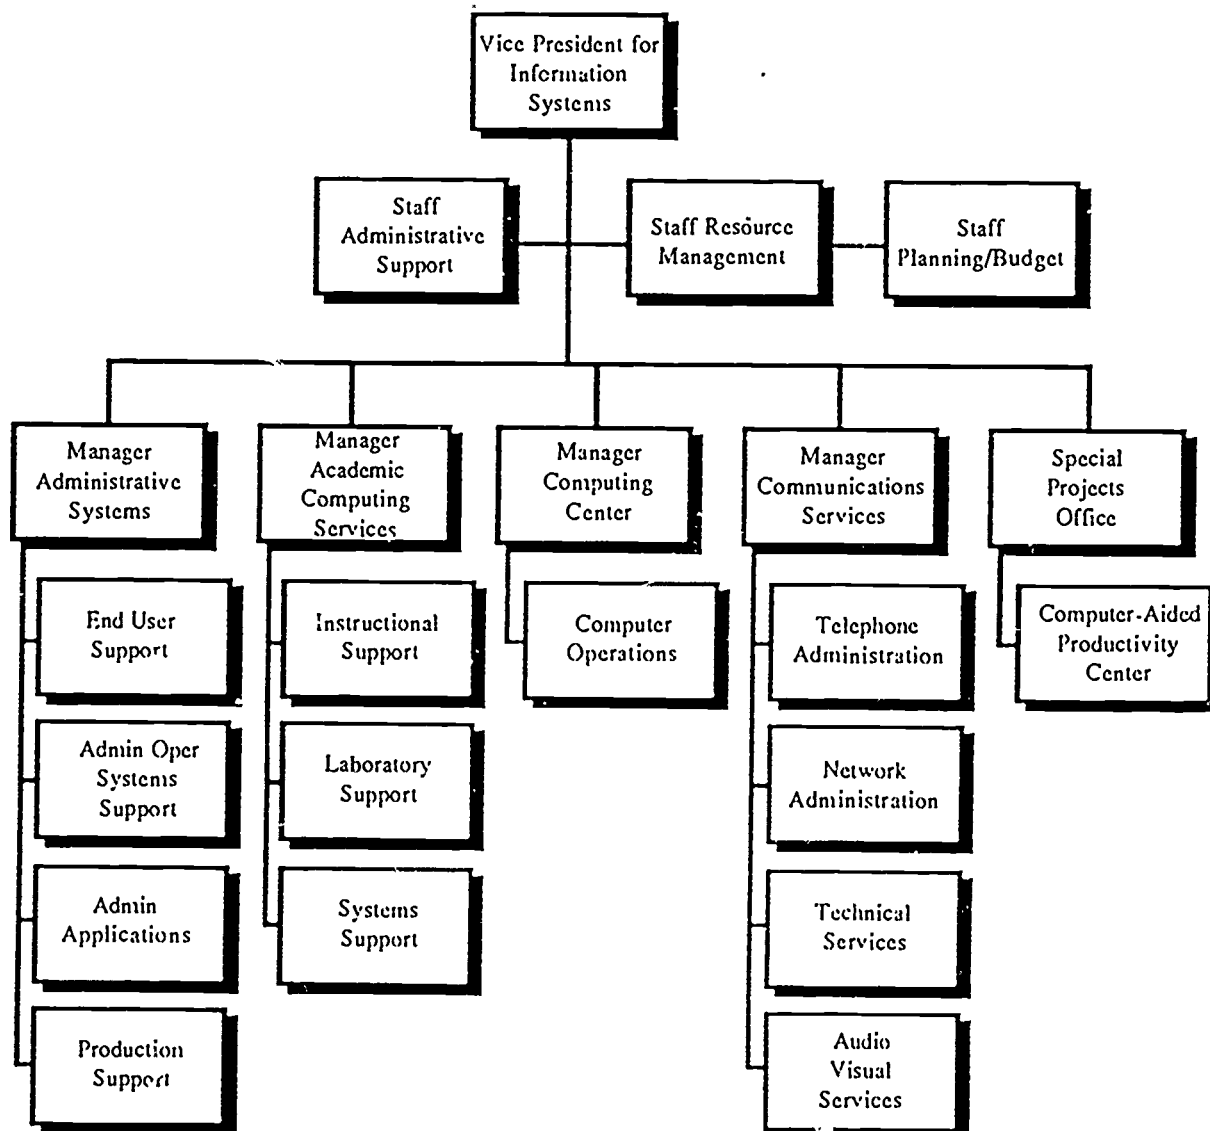 Vice President for
Information
Systems
Staff
Administrative
Support
Staff Resource
Management
Staff
Planning/Budget
Manager
Administrative
Systems
Manager
Academic
Computing
Services
Manager
Computing
Center
Manager
Communications
Services
Special
Projects
Office
End User
Support
Instructional
Support
Computer
Operations
Telephone
Administration
Computer-Aided
Productivity
Center
Admin Oper
Systems
Support
Laboratory
Support
Network
Administration
Admin
Applications
Systems
Support
Technical
Services
Production
Support
Audio
Visual
Services